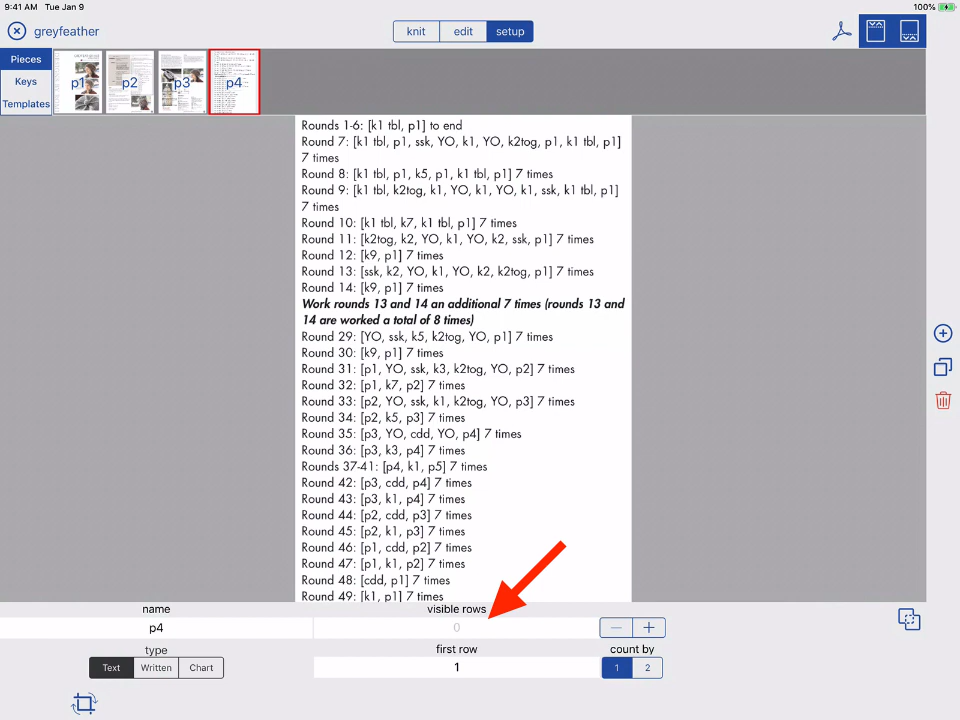 9:41 AM Tue Jan 9
100%
greyfeather
knit edit setup
Pieces
Keys
Templates
p1 p2 p3 p4
Rounds 1-6: [k1 tbl, p1] to end
Round 7: [k1 tbl, p1, ssk, YO, k1, YO, k2tog, p1, k1 tbl, p1]
7 times
Round 8: [k1 tbl, p1, k5, p1, k1 tbl, p1] 7 times
Round 9: [k1 tbl, k2tog, k1, YO, k1, YO, k1, ssk, k1 tbl, p1]
7 times
Round 10: [k1 tbl, k7, k1 tbl, p1] 7 times
Round 11: [k2tog, k2, YO, k1, YO, k2, ssk, p1] 7 times
Round 12: [k9, p1] 7 times
Round 13: [ssk, k2, YO, k1, YO, k2, k2tog, p1] 7 times
Round 14: [k9, p1] 7 times
Work rounds 13 and 14 an additional 7 times (rounds 13 and
14 are worked a total of 8 times)
Round 29: [YO, ssk, k5, k2tog, YO, p1] 7 times
Round 30: [k9, p1] 7 times
Round 31: [p1, YO, ssk, k3, k2tog, YO, p2] 7 times
Round 32: [p1, k7, p2] 7 times
Round 33: [p2, YO, ssk, k1, k2tog, YO, p3] 7 times
Round 34: [p2, k5, p3] 7 times
Round 35: [p3, YO, cdd, YO, p4] 7 times
Round 36: [p3, k3, p4] 7 times
Rounds 37-41: [p4, k1, p5] 7 times
Round 42: [p3, cdd, p4] 7 times
Round 43: [p3, k1, p4] 7 times
Round 44: [p2, cdd, p3] 7 times
Round 45: [p2, k1, p3] 7 times
Round 46: [p1, cdd, p2] 7 times
Round 47: [p1, k1, p2] 7 times
Round 48: [cdd, p1] 7 times
Round 49: [k1, p1] 7 times
name
visible rows
p4
0
— +
type
first row
count by
Text Written Chart
1
1 2